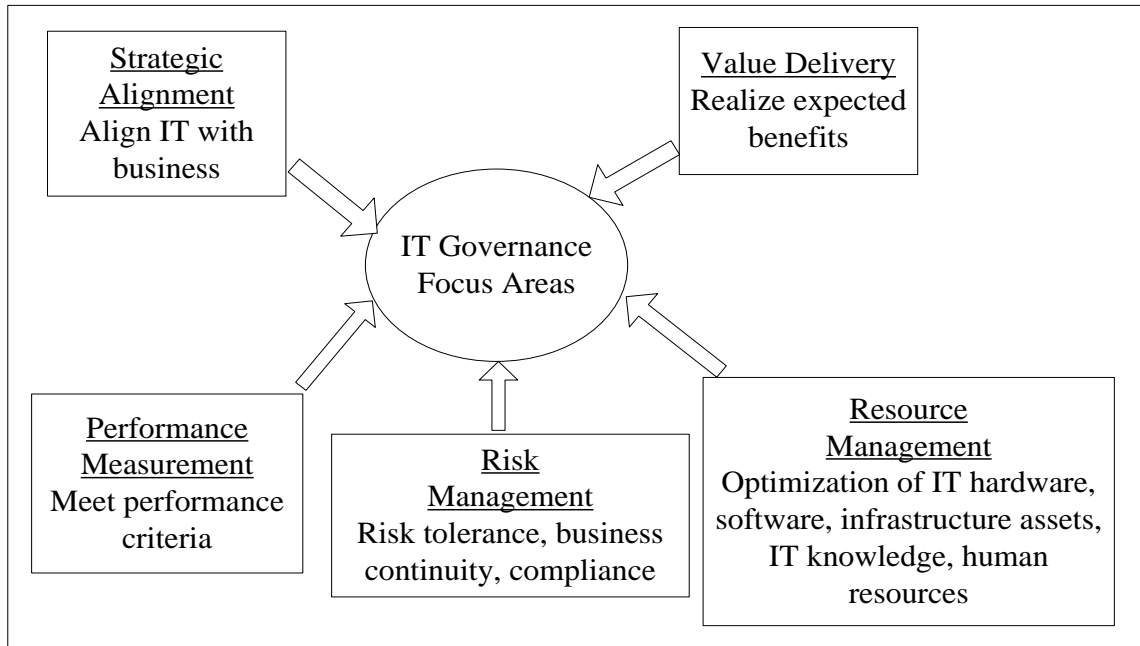 Strategic
Alignment
Align IT with
business
Value Delivery
Realize expected
benefits
IT Governance
Focus Areas
Performance
Measurement
Meet performance
criteria
Risk
Management
Risk tolerance, business
continuity, compliance
Resource
Management
Optimization of IT hardware,
software, infrastructure assets,
IT knowledge, human
resources